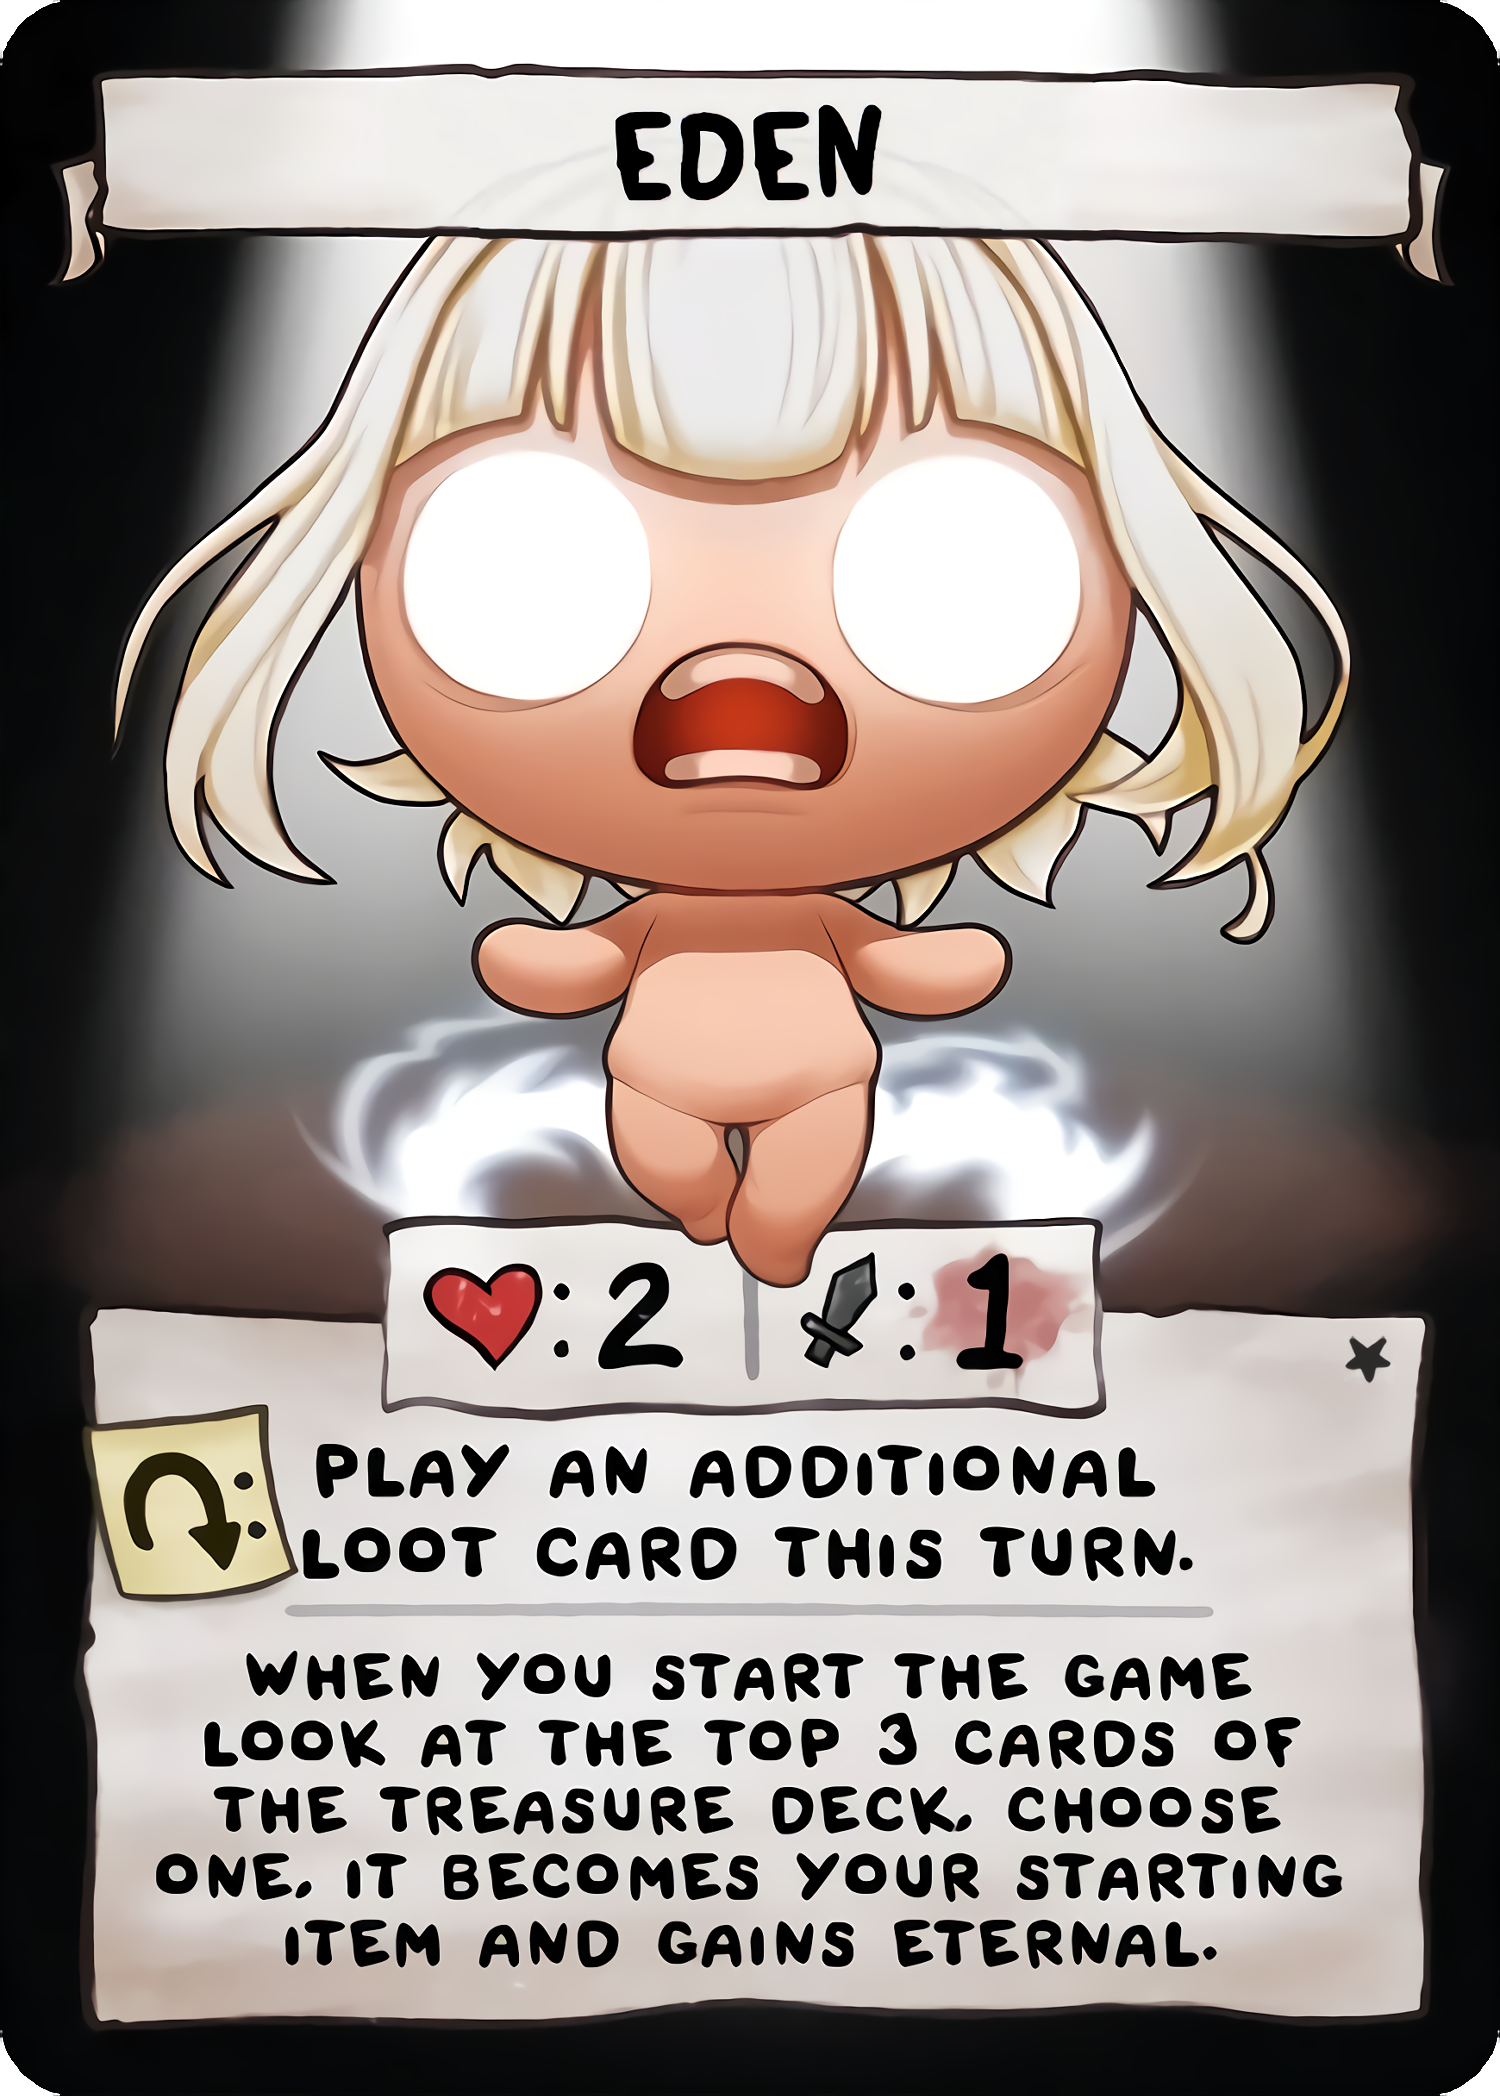 EDEN
: 2 : 1
: PLAY AN ADDITIONAL
LOOT CARD THIS TURN.
WHEN YOU START THE GAME
LOOK AT THE TOP 3 CARDS OF
THE TREASURE DECK, CHOOSE
ONE, IT BECOMES YOUR STARTING
ITEM AND GAINS ETERNAL.